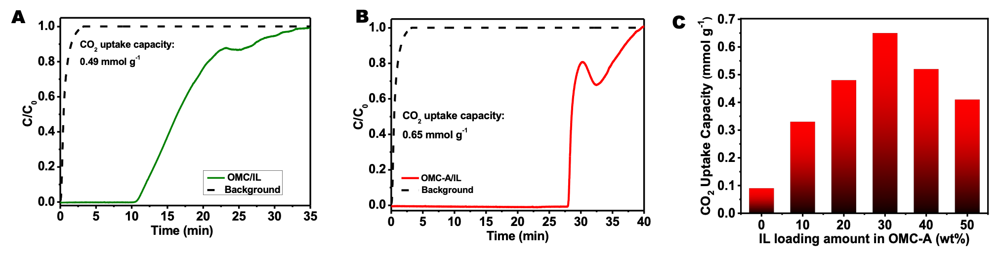 A
C/C₀
1.0
0.8
0.6
0.4
0.2
0.0
CO₂ uptake capacity:
0.49 mmol g⁻¹
OMC/IL
Background
0 5 10 15 20 25 30 35
Time (min)
B
C/C₀
1.0
0.8
0.6
0.4
0.2
0.0
CO₂ uptake capacity:
0.65 mmol g⁻¹
OMC-A/IL
Background
0 5 10 15 20 25 30 35 40
Time (min)
C
CO₂ Uptake Capacity (mmol g⁻¹)
0.7
0.6
0.5
0.4
0.3
0.2
0.1
0.0
0 10 20 30 40 50
IL loading amount in OMC-A (wt%)